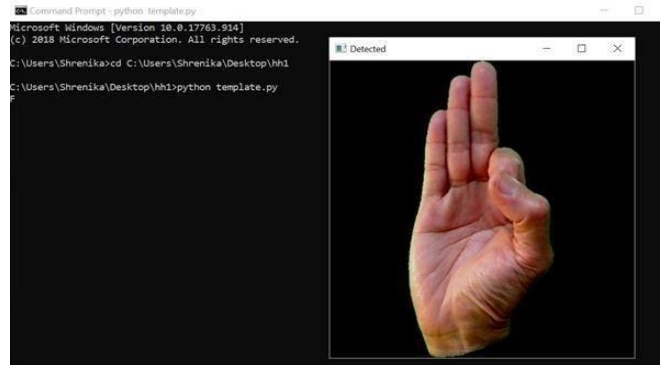 Command Prompt - python template.py
Microsoft Windows [Version 10.0.17763.914]
(c) 2018 Microsoft Corporation. All rights reserved.
C:\Users\Shrenika>cd C:\Users\Shrenika\Desktop\hh1
C:\Users\Shrenika\Desktop\hh1>python template.py
F
Detected